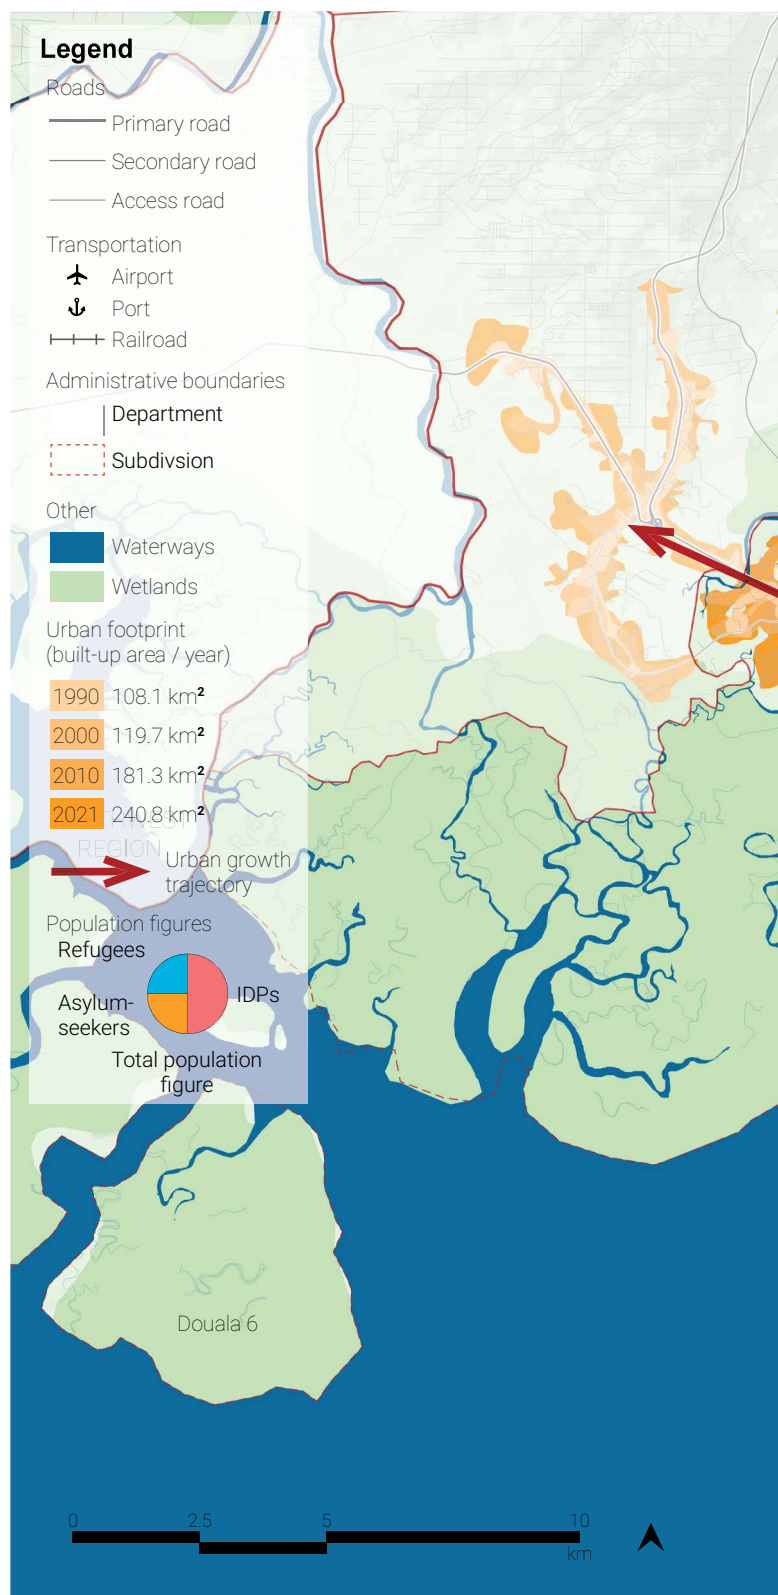 Legend
Roads
Primary road
Secondary road
Access road
Transportation
Airport
Port
Railroad
Administrative boundaries
Department
Subdivsion
Other
Waterways
Wetlands
Urban footprint
(built-up area / year)
1990 108.1 km²
2000 119.7 km²
2010 181.3 km²
2021 240.8 km²
REGION
Urban growth
trajectory
Population figures
Refugees
IDPs
Asylum-
seekers
Total population
figure
Douala 6
0 2.5 5 10
km